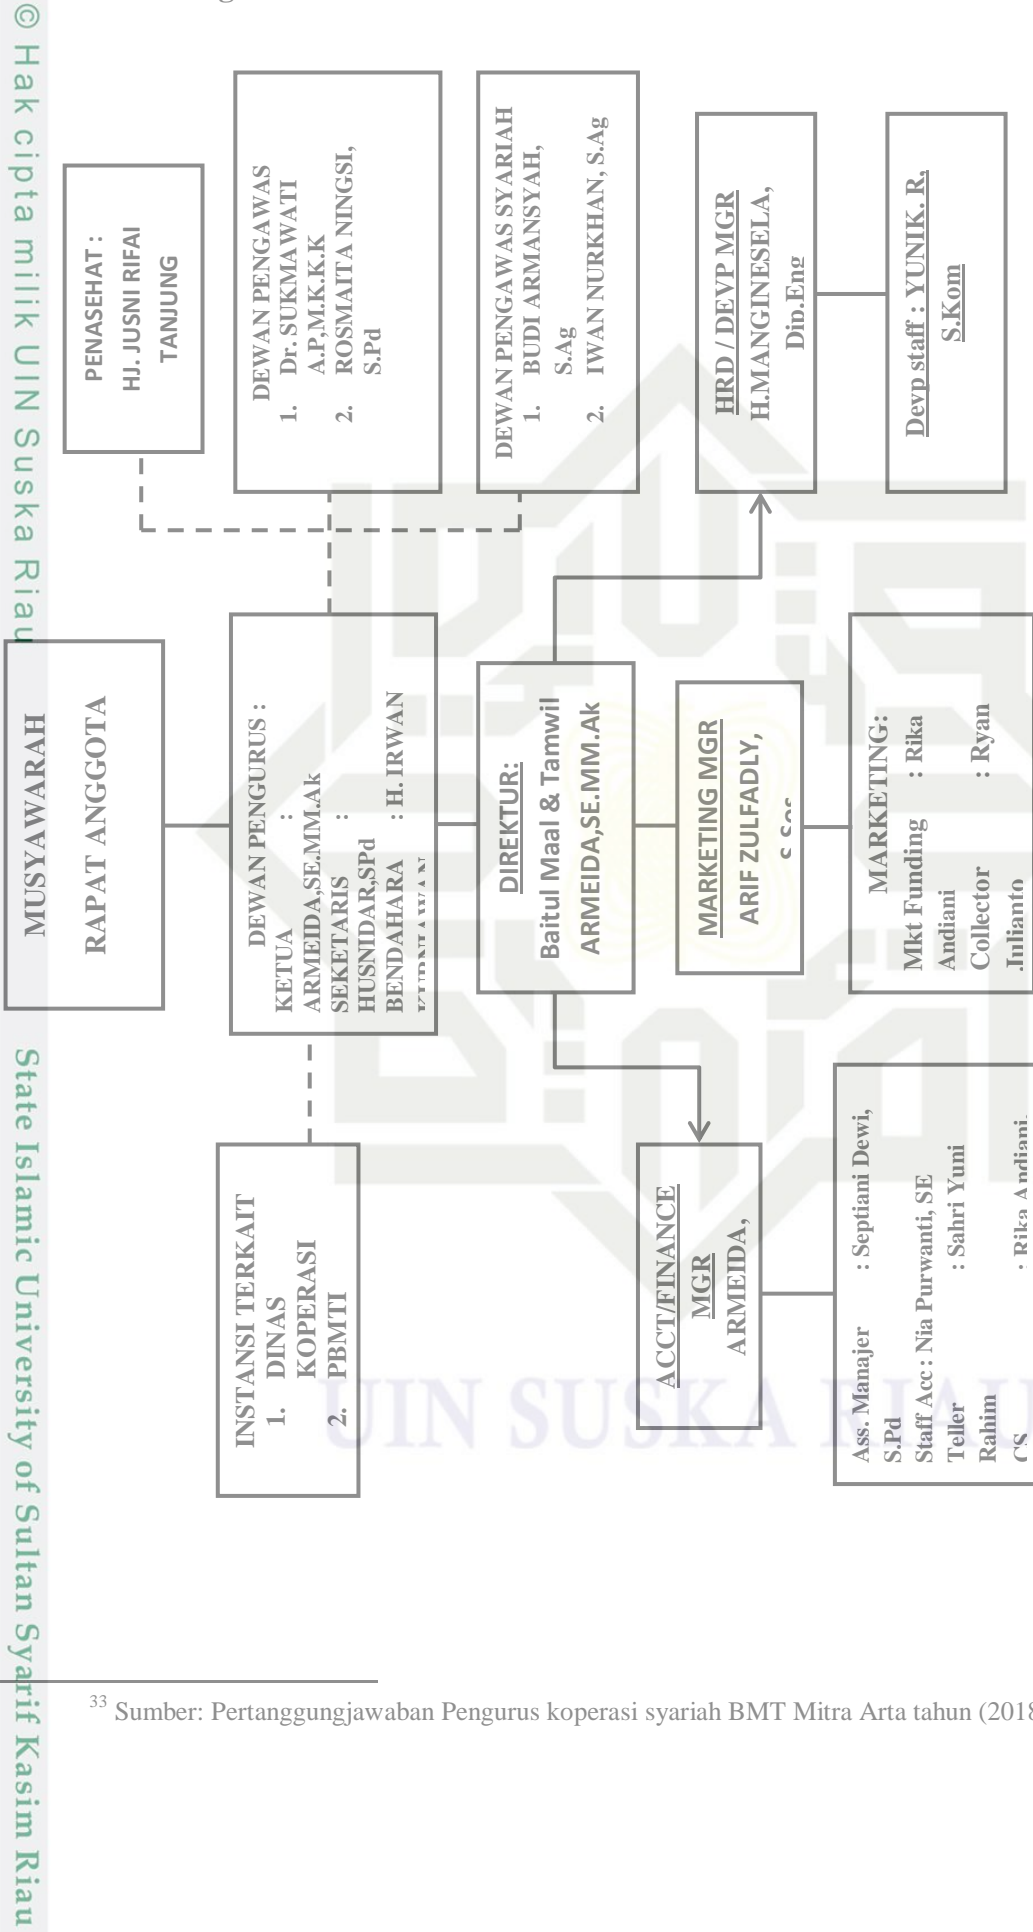 © Hak cipta milik UIN Suska Riau
State Islamic University of Sultan Syarif Kasim Riau
MUSYAWARAH
RAPAT ANGGOTA
PENASEHAT :
HJ. JUSNI RIFAI
TANJUNG
DEWAN PENGAWAS
1. Dr. SUKMAWATI
A.P,M.K.K.K
2. ROSMAITA NINGSI,
S.Pd
DEWAN PENGAWAS SYARIAH
1. BUDI ARMANSYAH,
S.Ag
2. IWAN NURKHAN, S.Ag
INSTANSI TERKAIT
1. DINAS
KOPERASI
2. PBMTI
DEWAN PENGURUS :
KETUA :
ARMEIDA,SE.MM.Ak
SEKETARIS :
HUSNIDAR,SPd
BENDAHARA : H. IRWAN
DIREKTUR:
Baitul Maal & Tamwil
ARMEIDA,SE.MM.Ak
HRD / DEVP MGR
H.MANGINESELA,
Dip.Eng
Devp staff : YUNIK. R,
S.Kom
MARKETING MGR
ARIF ZULFADLY,
S.Sos
MARKETING:
Mkt Funding : Rika
Andiani
Collector : Ryan
Julianto
ACCT/FINANCE
MGR
ARMEIDA,
Ass. Manajer : Septiani Dewi,
S.Pd
Staff Acc : Nia Purwanti, SE
Teller : Sahri Yuni
Rahim
CS : Rika Andiani
UIN SUSKA RIAU
33 Sumber: Pertanggungjawaban Pengurus koperasi syariah BMT Mitra Arta tahun (2018